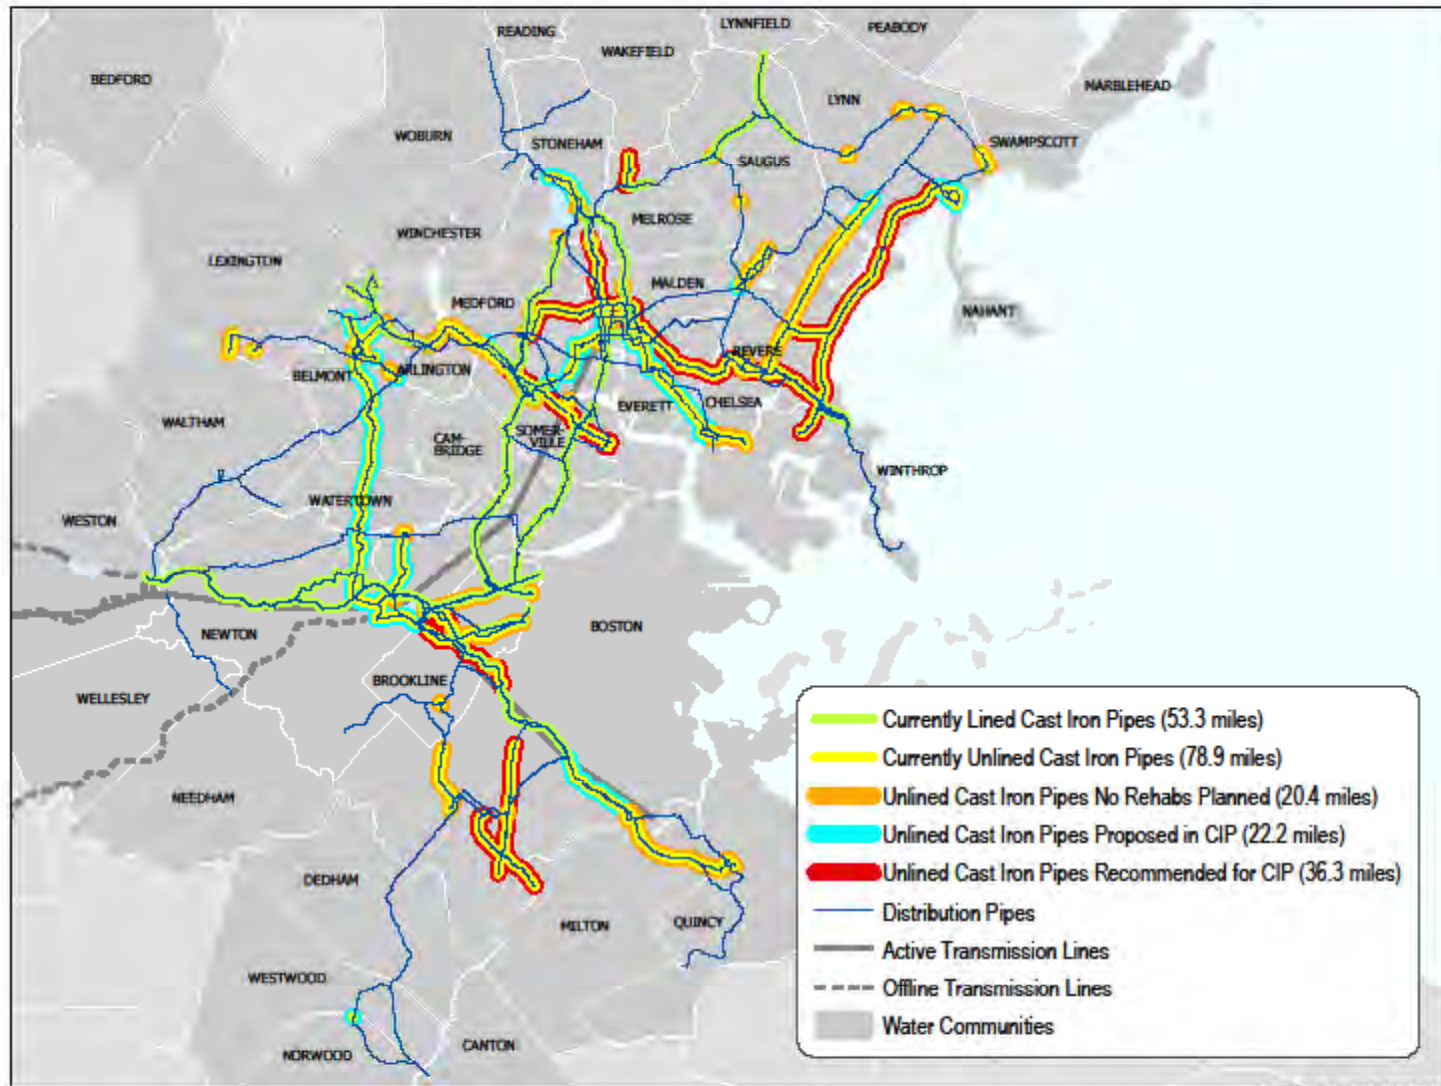 LYNNFIELD
PEABODY
READING
WAKEFIELD
BEDFORD
MARBLEHEAD
LYNN
WOBURN
STONEHAM
SWAMPSCOTT
SAUGUS
MELROSE
WINCHESTER
LEXINGTON
MALDEN
MEDFORD
NAHANT
REVERE
ARLINGTON
BELMONT
CHELSEA
EVERETT
WALTHAM
SOMER-
VILLE
CAM-
BRIDGE
WINTHROP
WATERTOWN
WESTON
BOSTON
NEWTON
BROOKLINE
WELLESLEY
NEEDHAM
DEDHAM
MILTON
QUINCY
WESTWOOD
CANTON
NORWOOD
Currently Lined Cast Iron Pipes (53.3 miles)
Currently Unlined Cast Iron Pipes (78.9 miles)
Unlined Cast Iron Pipes No Rehabs Planned (20.4 miles)
Unlined Cast Iron Pipes Proposed in CIP (22.2 miles)
Unlined Cast Iron Pipes Recommended for CIP (36.3 miles)
Distribution Pipes
Active Transmission Lines
Offline Transmission Lines
Water Communities